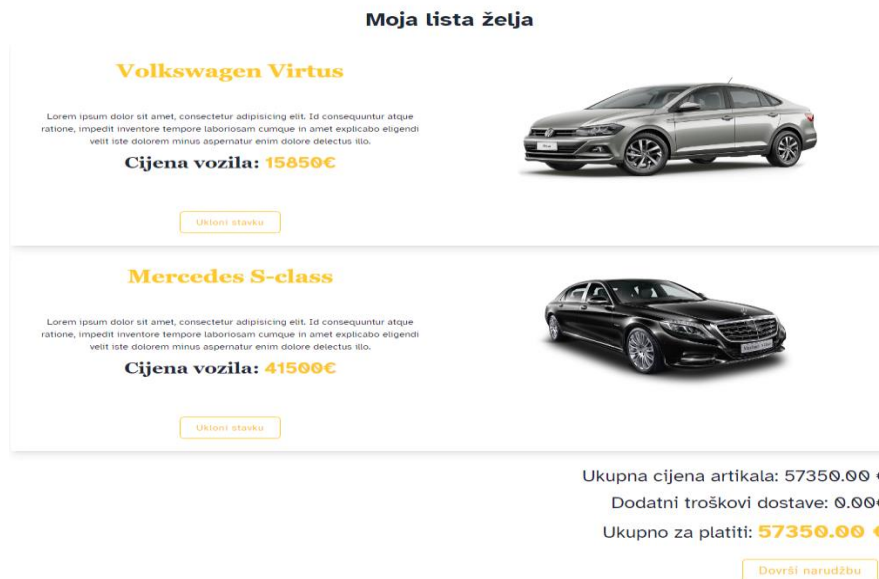 Moja lista želja
Volkswagen Virtus
Lorem ipsum dolor sit amet, consectetur adipisicing elit. Id consequuntur atque
ratione, impedit inventore tempore laboriosam cumque in amet explicabo eligendi
velit iste dolorem minus aspernatur enim dolore delectus illo.
Cijena vozila: 15850€
Ukloni stavku
Mercedes S-class
Lorem ipsum dolor sit amet, consectetur adipisicing elit. Id consequuntur atque
ratione, impedit inventore tempore laboriosam cumque in amet explicabo eligendi
velit iste dolorem minus aspernatur enim dolore delectus illo.
Cijena vozila: 41500€
Ukloni stavku
Ukupna cijena artikala: 57350.00 €
Dodatni troškovi dostave: 0.00€
Ukupno za platiti: 57350.00 €
Dovrši narudžbu